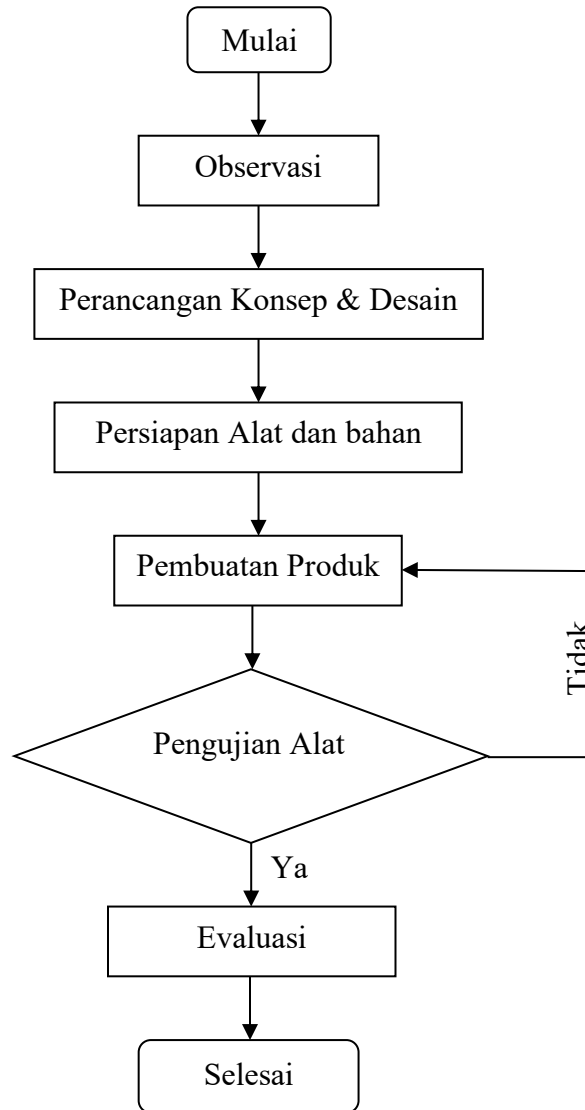 Mulai
Observasi
Perancangan Konsep & Desain
Persiapan Alat dan bahan
Pembuatan Produk
Tidak
Pengujian Alat
Ya
Evaluasi
Selesai